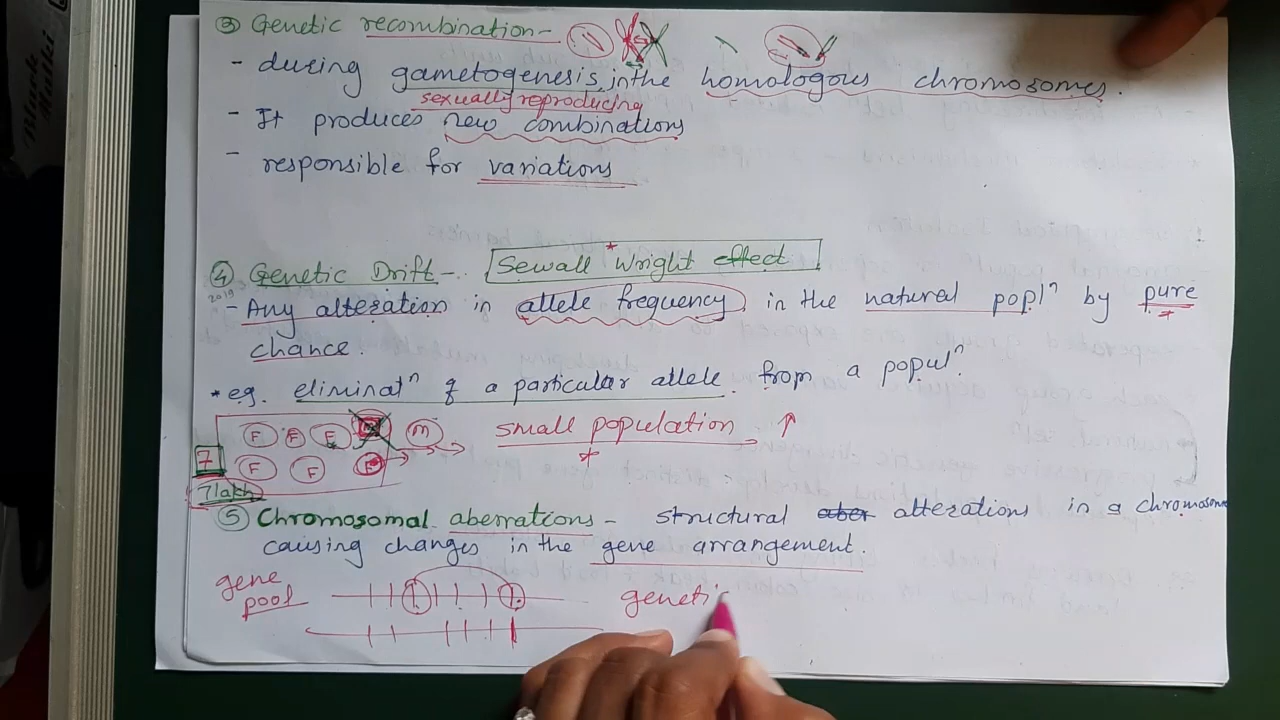 ③ Genetic recombination-
- during gametogenesis, in the homologous chromosomes.
sexually reproducing
- It produces new combinations
- responsible for variations
④ Genetic Drift-. Sewall Wright effect
2019
- Any alteration in allele frequency in the natural popl^n by pure
chance.
* eg. eliminat^n of a particular allele from a popul^n.
F F F m small population ↑
7 F F F
7lakh
⑤ Chromosomal aberrations - structural aber alterations in a chromosome
causing changes in the gene arrangement.
gene
pool geneti